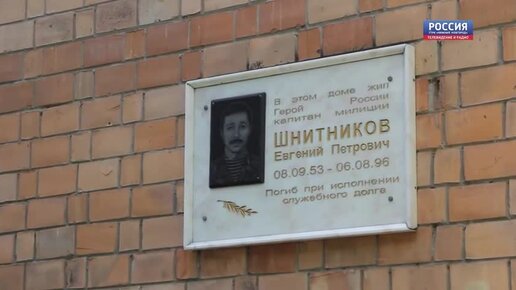 РОССИЯ
В этом доме жил
Герой России
капитан милиции
ШНИТНИКОВ
Евгений Петрович
08.09.53 - 06.08.96
Погиб при исполнении
служебного долга